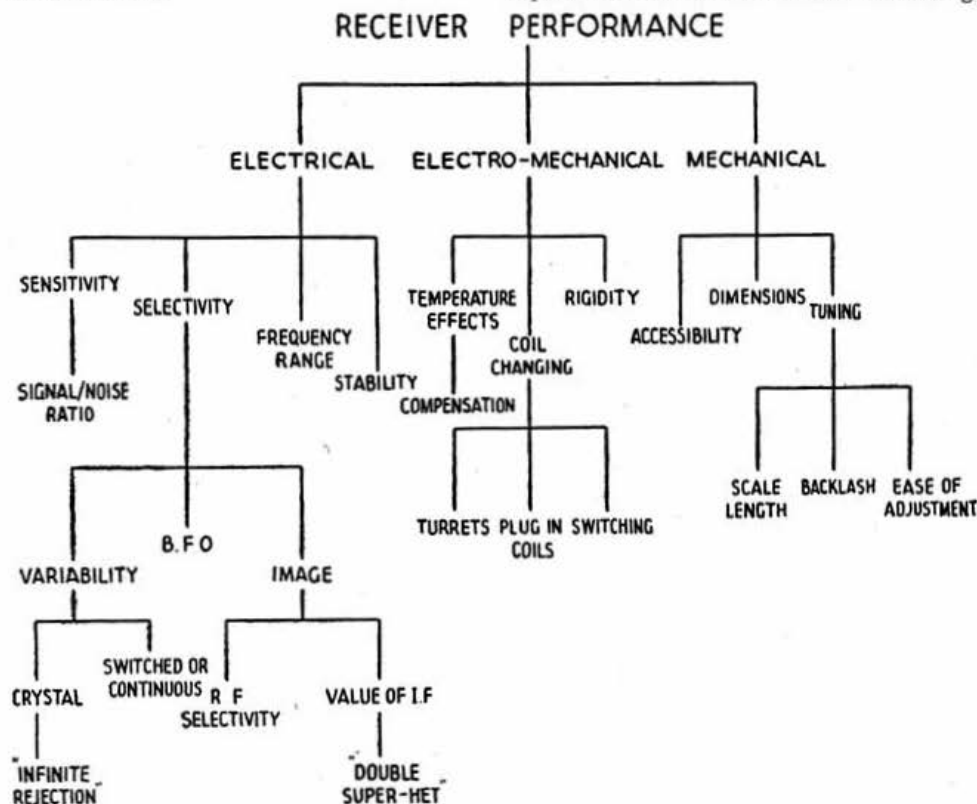 RECEIVER PERFORMANCE
ELECTRICAL ELECTRO-MECHANICAL MECHANICAL
SENSITIVITY
SELECTIVITY
FREQUENCY
RANGE
STABILITY
TEMPERATURE
EFFECTS
RIGIDITY
DIMENSIONS
TUNING
ACCESSIBILITY
COIL
CHANGING
SIGNAL/NOISE
RATIO
COMPENSATION
SCALE
LENGTH
BACKLASH
EASE OF
ADJUSTMENT
TURRETS PLUG IN SWITCHING
COILS
B.F O
VARIABILITY
IMAGE
CRYSTAL
SWITCHED OR
CONTINUOUS
R F
SELECTIVITY
VALUE OF I.F
"INFINITE
REJECTION"
"DOUBLE
SUPER-HET"